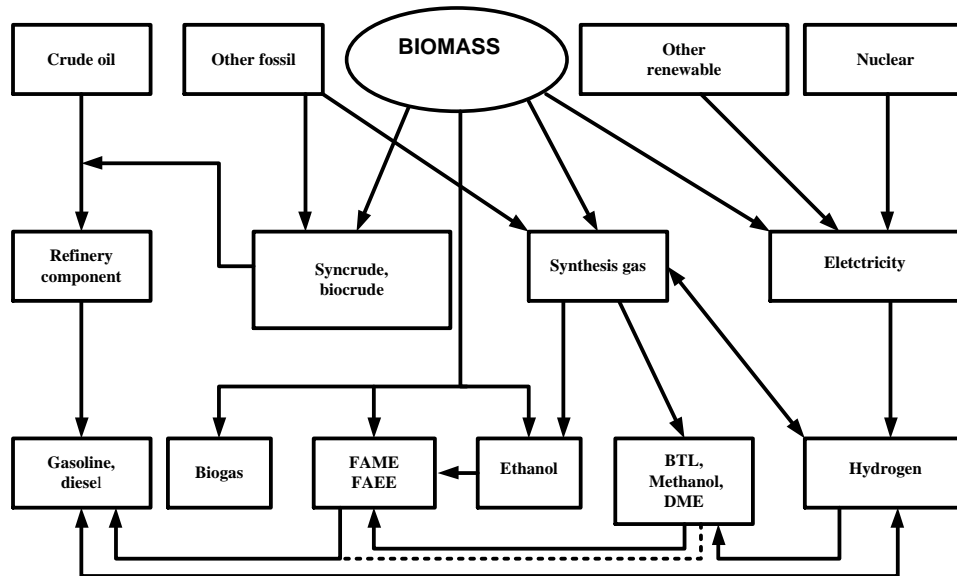 Crude oil
Other fossil
BIOMASS
Other
renewable
Nuclear
Refinery
component
Syncrude,
biocrude
Synthesis gas
Eletctricity
Gasoline,
diesel
Biogas
FAME
FAEE
Ethanol
BTL,
Methanol,
DME
Hydrogen